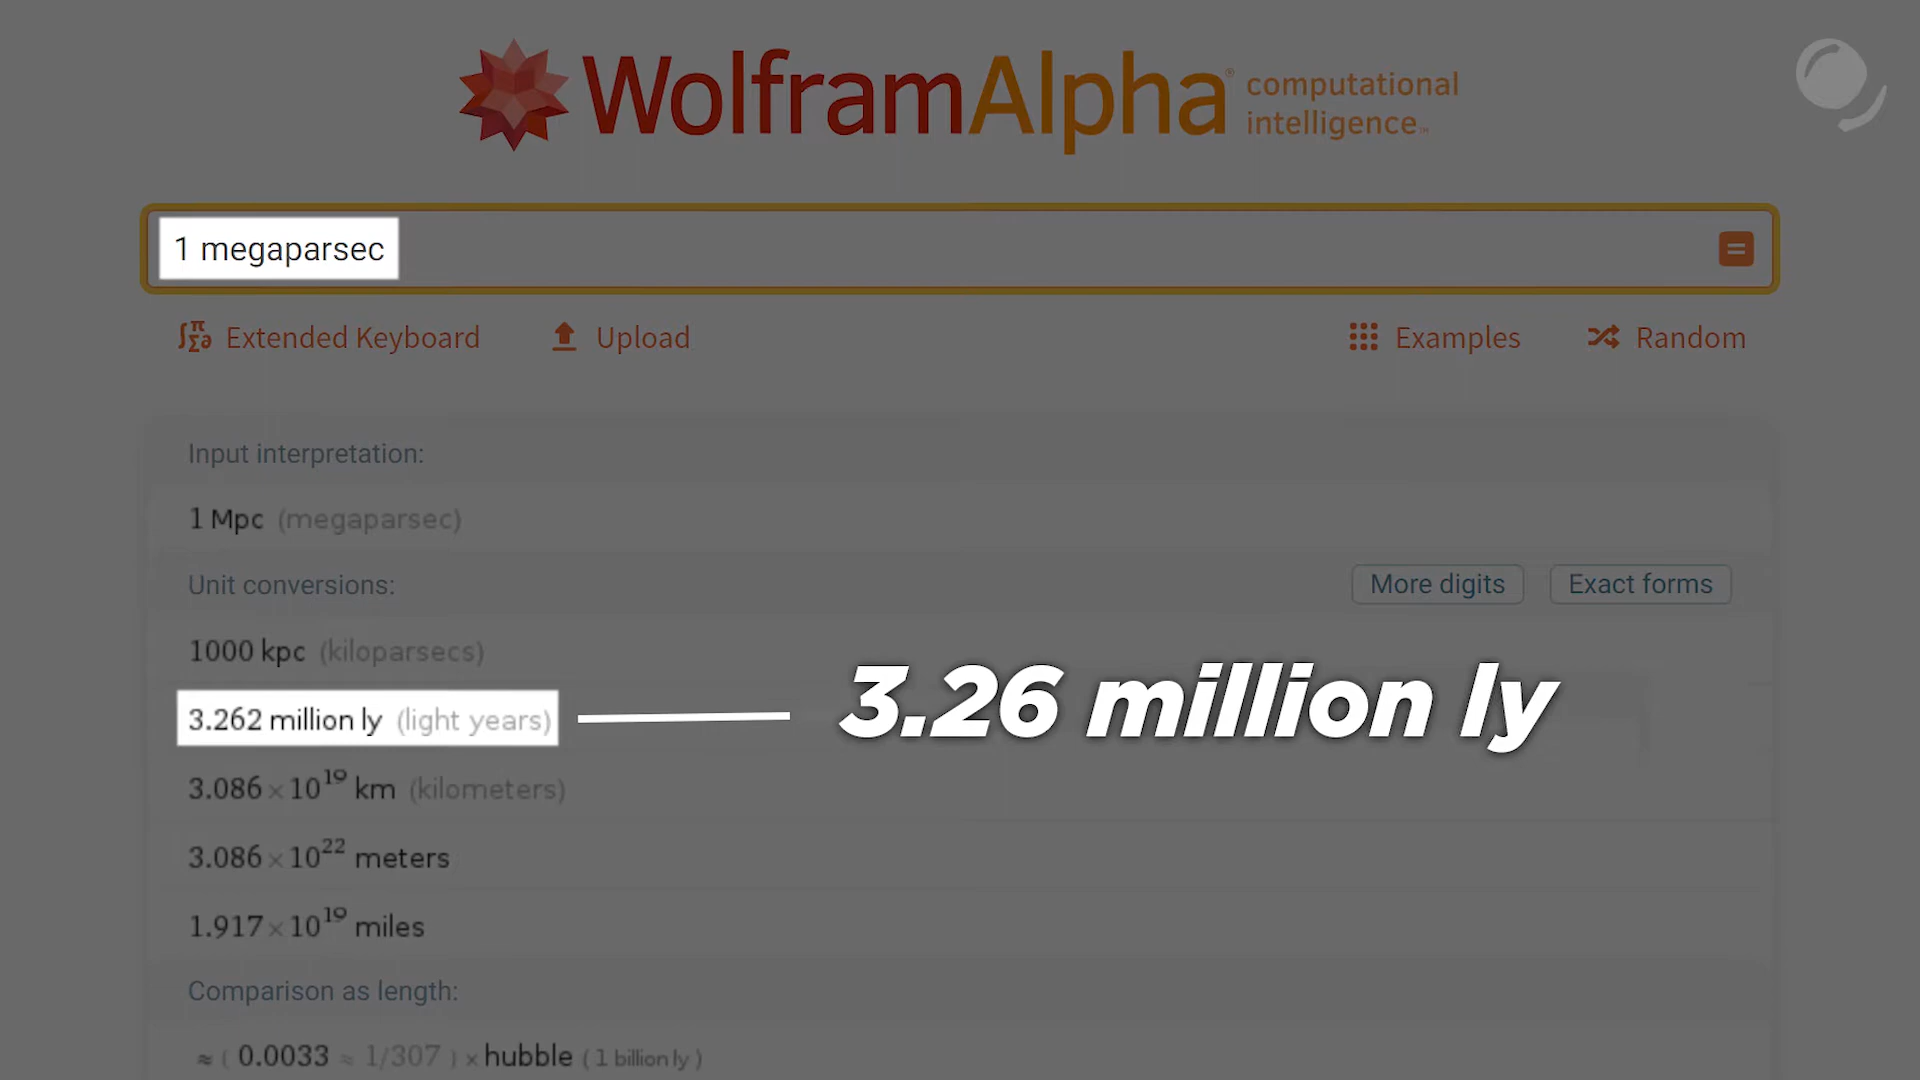 WolframAlpha® computational
intelligence™
1 megaparsec
=
Extended Keyboard Upload Examples Random
Input interpretation:
1 Mpc (megaparsec)
Unit conversions: More digits Exact forms
1000 kpc (kiloparsecs)
3.262 million ly (light years) 3.26 million ly
3.086×10¹⁹ km (kilometers)
3.086×10²² meters
1.917×10¹⁹ miles
Comparison as length:
≈ ( 0.0033 ≈ 1/307 ) × hubble ( 1 billion ly )